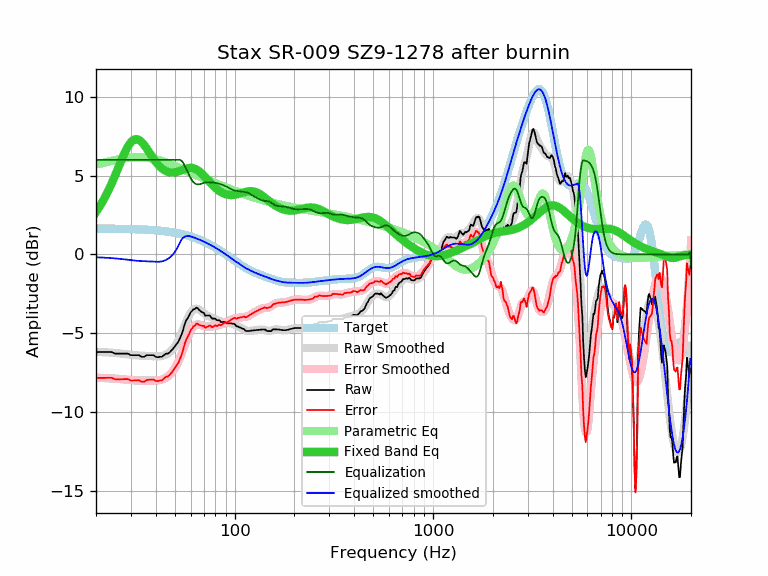 Stax SR-009 SZ9-1278 after burnin
Amplitude (dBr)
10
5
0
−5
−10
−15
Target
Raw Smoothed
Error Smoothed
Raw
Error
Parametric Eq
Fixed Band Eq
Equalization
Equalized smoothed
100
1000
10000
Frequency (Hz)